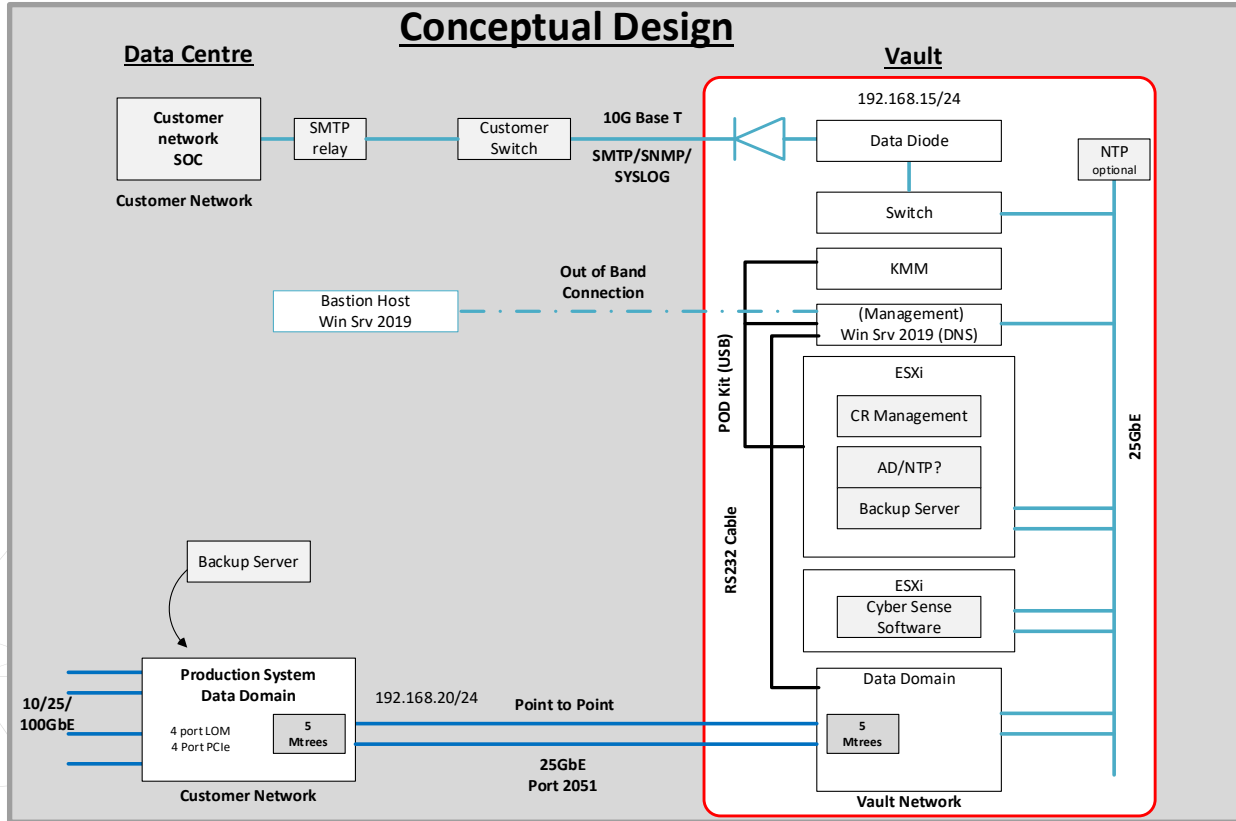 Conceptual Design
Data Centre
Vault
Customer
network
SOC
Customer Network
SMTP
relay
Customer
Switch
10G Base T
SMTP/SNMP/
SYSLOG
192.168.15/24
Data Diode
NTP
optional
Switch
KMM
Out of Band
Connection
Bastion Host
Win Srv 2019
(Management)
Win Srv 2019 (DNS)
POD Kit (USB)
ESXi
CR Management
AD/NTP?
Backup Server
25GbE
RS232 Cable
ESXi
Cyber Sense
Software
Backup Server
Production System
Data Domain
10/25/
100GbE
4 port LOM
4 Port PCIe
5
Mtrees
192.168.20/24
Point to Point
25GbE
Port 2051
Customer Network
Data Domain
5
Mtrees
Vault Network